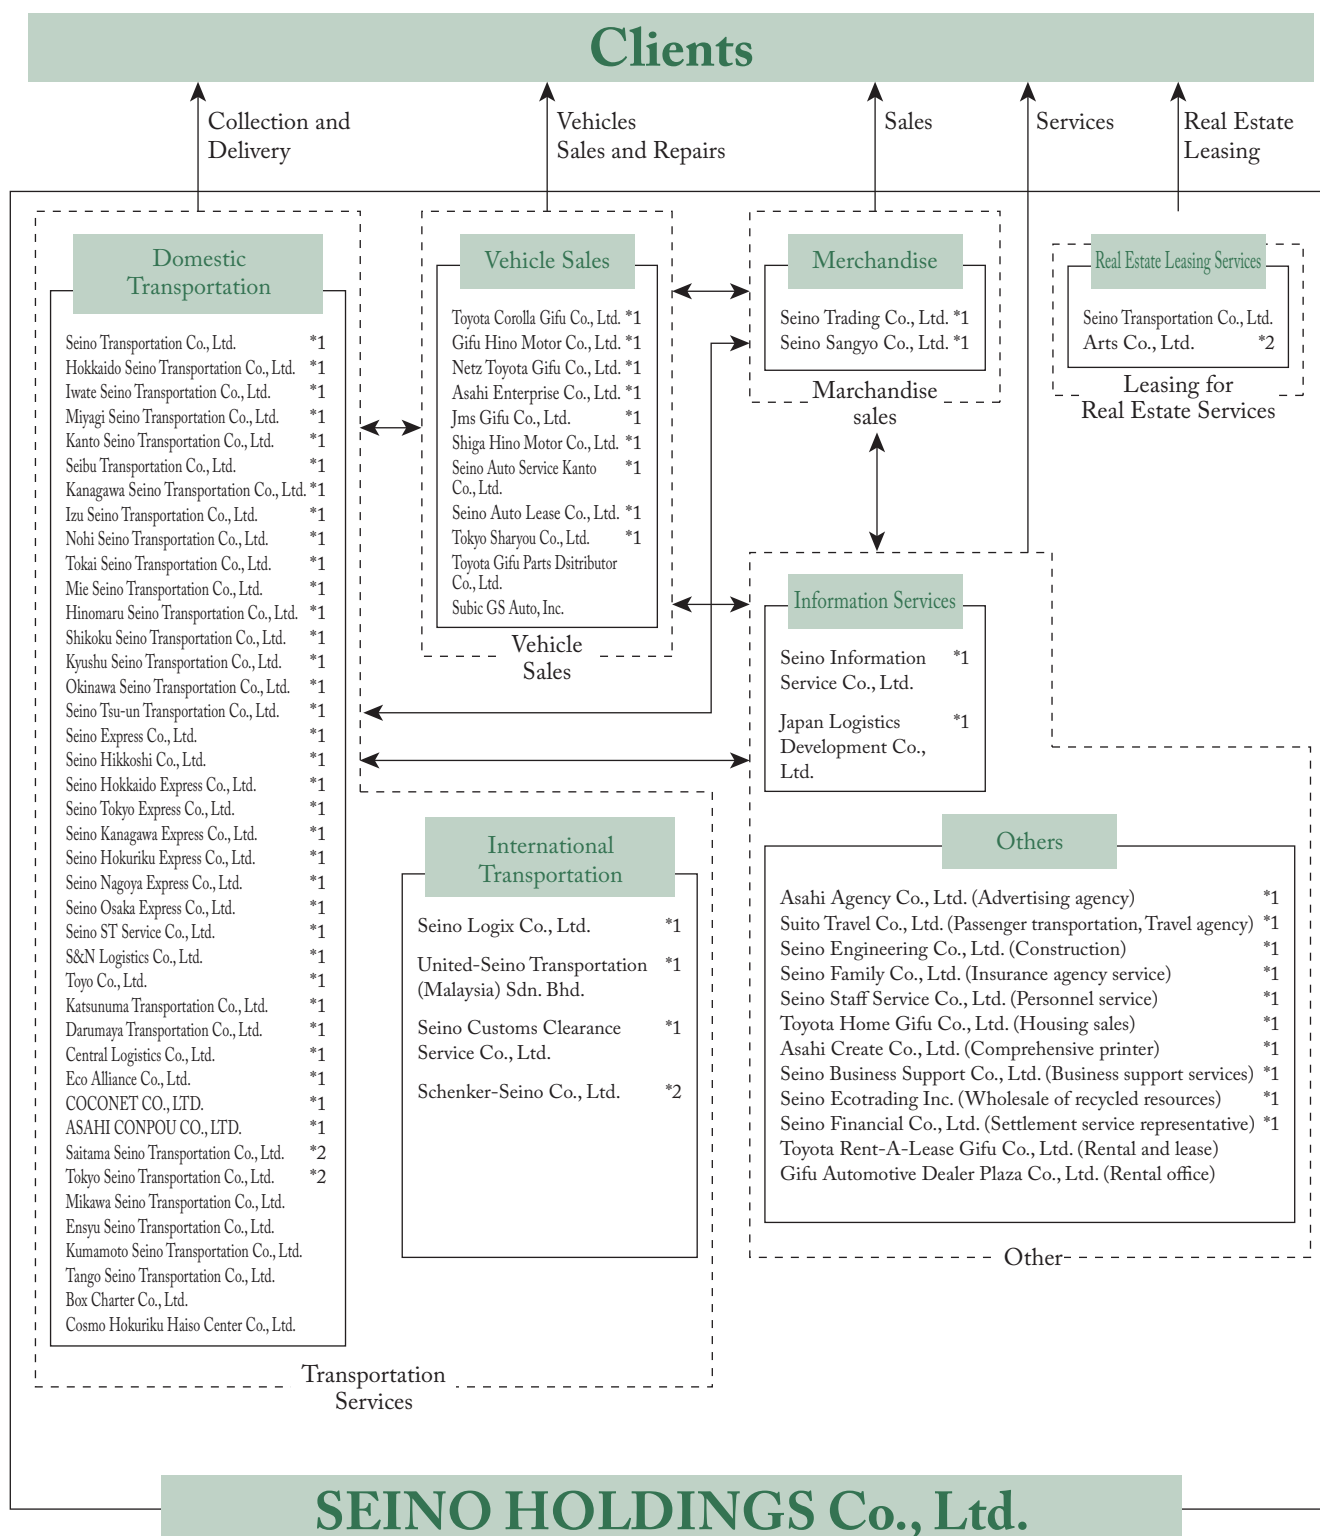 Clients
Collection and
Delivery
Vehicles
Sales and Repairs
Sales
Services
Real Estate
Leasing
Domestic
Transportation
Seino Transportation Co., Ltd. *1
Hokkaido Seino Transportation Co., Ltd. *1
Iwate Seino Transportation Co., Ltd. *1
Miyagi Seino Transportation Co., Ltd. *1
Kanto Seino Transportation Co., Ltd. *1
Seibu Transportation Co., Ltd. *1
Kanagawa Seino Transportation Co., Ltd. *1
Izu Seino Transportation Co., Ltd. *1
Nohi Seino Transportation Co., Ltd. *1
Tokai Seino Transportation Co., Ltd. *1
Mie Seino Transportation Co., Ltd. *1
Hinomaru Seino Transportation Co., Ltd. *1
Shikoku Seino Transportation Co., Ltd. *1
Kyushu Seino Transportation Co., Ltd. *1
Okinawa Seino Transportation Co., Ltd. *1
Seino Tsu-un Transportation Co., Ltd. *1
Seino Express Co., Ltd. *1
Seino Hikkoshi Co., Ltd. *1
Seino Hokkaido Express Co., Ltd. *1
Seino Tokyo Express Co., Ltd. *1
Seino Kanagawa Express Co., Ltd. *1
Seino Hokuriku Express Co., Ltd. *1
Seino Nagoya Express Co., Ltd. *1
Seino Osaka Express Co., Ltd. *1
Seino ST Service Co., Ltd. *1
S&N Logistics Co., Ltd. *1
Toyo Co., Ltd. *1
Katsunuma Transportation Co., Ltd. *1
Darumaya Transportation Co., Ltd. *1
Central Logistics Co., Ltd. *1
Eco Alliance Co., Ltd. *1
COCONET CO., LTD. *1
ASAHI CONPOU CO., LTD. *1
Saitama Seino Transportation Co., Ltd. *2
Tokyo Seino Transportation Co., Ltd. *2
Mikawa Seino Transportation Co., Ltd.
Ensyu Seino Transportation Co., Ltd.
Kumamoto Seino Transportation Co., Ltd.
Tango Seino Transportation Co., Ltd.
Box Charter Co., Ltd.
Cosmo Hokuriku Haiso Center Co., Ltd.
Vehicle Sales
Toyota Corolla Gifu Co., Ltd. *1
Gifu Hino Motor Co., Ltd. *1
Netz Toyota Gifu Co., Ltd. *1
Asahi Enterprise Co., Ltd. *1
Jms Gifu Co., Ltd. *1
Shiga Hino Motor Co., Ltd. *1
Seino Auto Service Kanto *1
Co., Ltd.
Seino Auto Lease Co., Ltd. *1
Tokyo Sharyou Co., Ltd. *1
Toyota Gifu Parts Dsitributor
Co., Ltd.
Subic GS Auto, Inc.
Vehicle
Sales
Merchandise
Seino Trading Co., Ltd. *1
Seino Sangyo Co., Ltd. *1
Marchandise
sales
Real Estate Leasing Services
Seino Transportation Co., Ltd.
Arts Co., Ltd. *2
Leasing for
Real Estate Services
Information Services
Seino Information *1
Service Co., Ltd.
Japan Logistics *1
Development Co.,
Ltd.
International
Transportation
Seino Logix Co., Ltd. *1
United-Seino Transportation *1
(Malaysia) Sdn. Bhd.
Seino Customs Clearance *1
Service Co., Ltd.
Schenker-Seino Co., Ltd. *2
Transportation
Services
Others
Asahi Agency Co., Ltd. (Advertising agency) *1
Suito Travel Co., Ltd. (Passenger transportation, Travel agency) *1
Seino Engineering Co., Ltd. (Construction) *1
Seino Family Co., Ltd. (Insurance agency service) *1
Seino Staff Service Co., Ltd. (Personnel service) *1
Toyota Home Gifu Co., Ltd. (Housing sales) *1
Asahi Create Co., Ltd. (Comprehensive printer) *1
Seino Business Support Co., Ltd. (Business support services) *1
Seino Ecotrading Inc. (Wholesale of recycled resources) *1
Seino Financial Co., Ltd. (Settlement service representative) *1
Toyota Rent-A-Lease Gifu Co., Ltd. (Rental and lease)
Gifu Automotive Dealer Plaza Co., Ltd. (Rental office)
Other
SEINO HOLDINGS Co., Ltd.